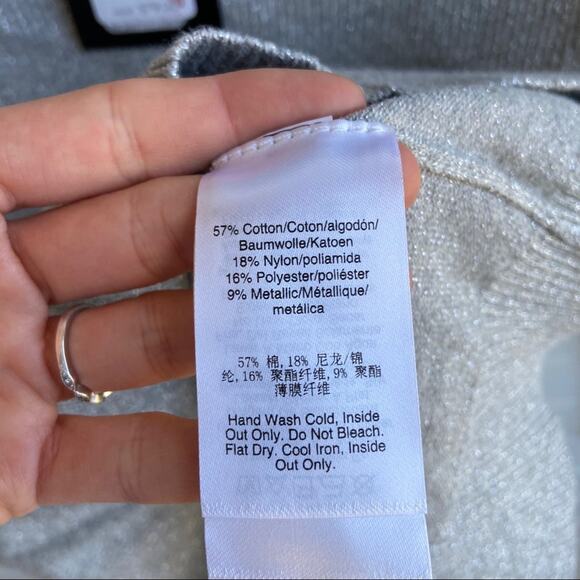 57% Cotton/Coton/algodón/
Baumwolle/Katoen
18% Nylon/poliamida
16% Polyester/poliéster
9% Metallic/Métallique/
metálica
57% 棉,18% 尼龙/锦
纶,16% 聚酯纤维,9% 聚酯
薄膜纤维
Hand Wash Cold, Inside
Out Only. Do Not Bleach.
Flat Dry. Cool Iron, Inside
Out Only.